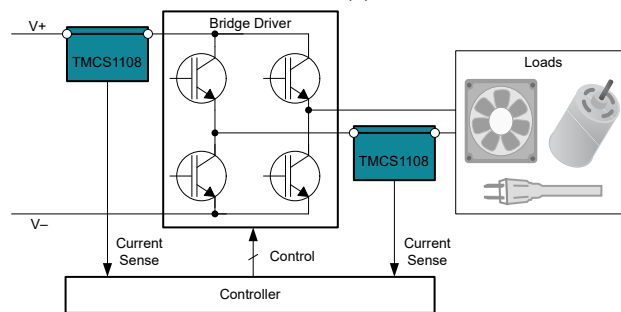 V+
Bridge Driver
TMCS1108
Loads
TMCS1108
V–
Current
Sense
Control
Current
Sense
Controller